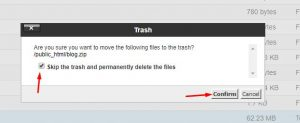 780 bytes
Trash
Are you sure you want to move the following files to the trash?
/public_html/blog.zip
Skip the trash and permanently delete the files
Confirm Cancel
62.23 MB